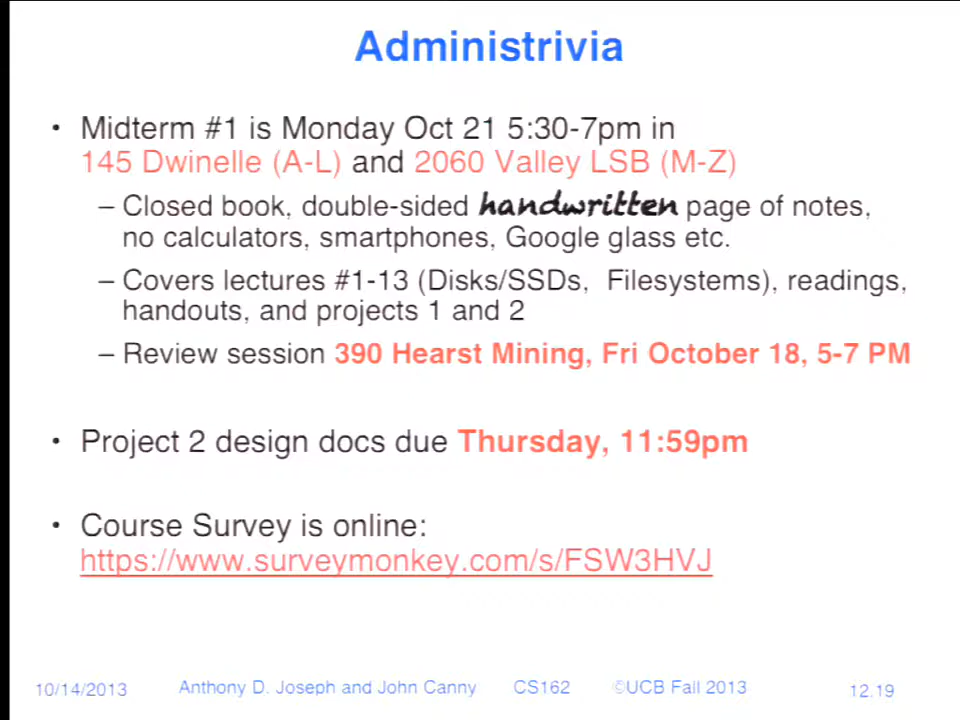 Administrivia
• Midterm #1 is Monday Oct 21 5:30-7pm in
145 Dwinelle (A-L) and 2060 Valley LSB (M-Z)
– Closed book, double-sided handwritten page of notes,
no calculators, smartphones, Google glass etc.
– Covers lectures #1-13 (Disks/SSDs, Filesystems), readings,
handouts, and projects 1 and 2
– Review session 390 Hearst Mining, Fri October 18, 5-7 PM
• Project 2 design docs due Thursday, 11:59pm
• Course Survey is online:
https://www.surveymonkey.com/s/FSW3HVJ
10/14/2013 Anthony D. Joseph and John Canny CS162 ©UCB Fall 2013 12.19